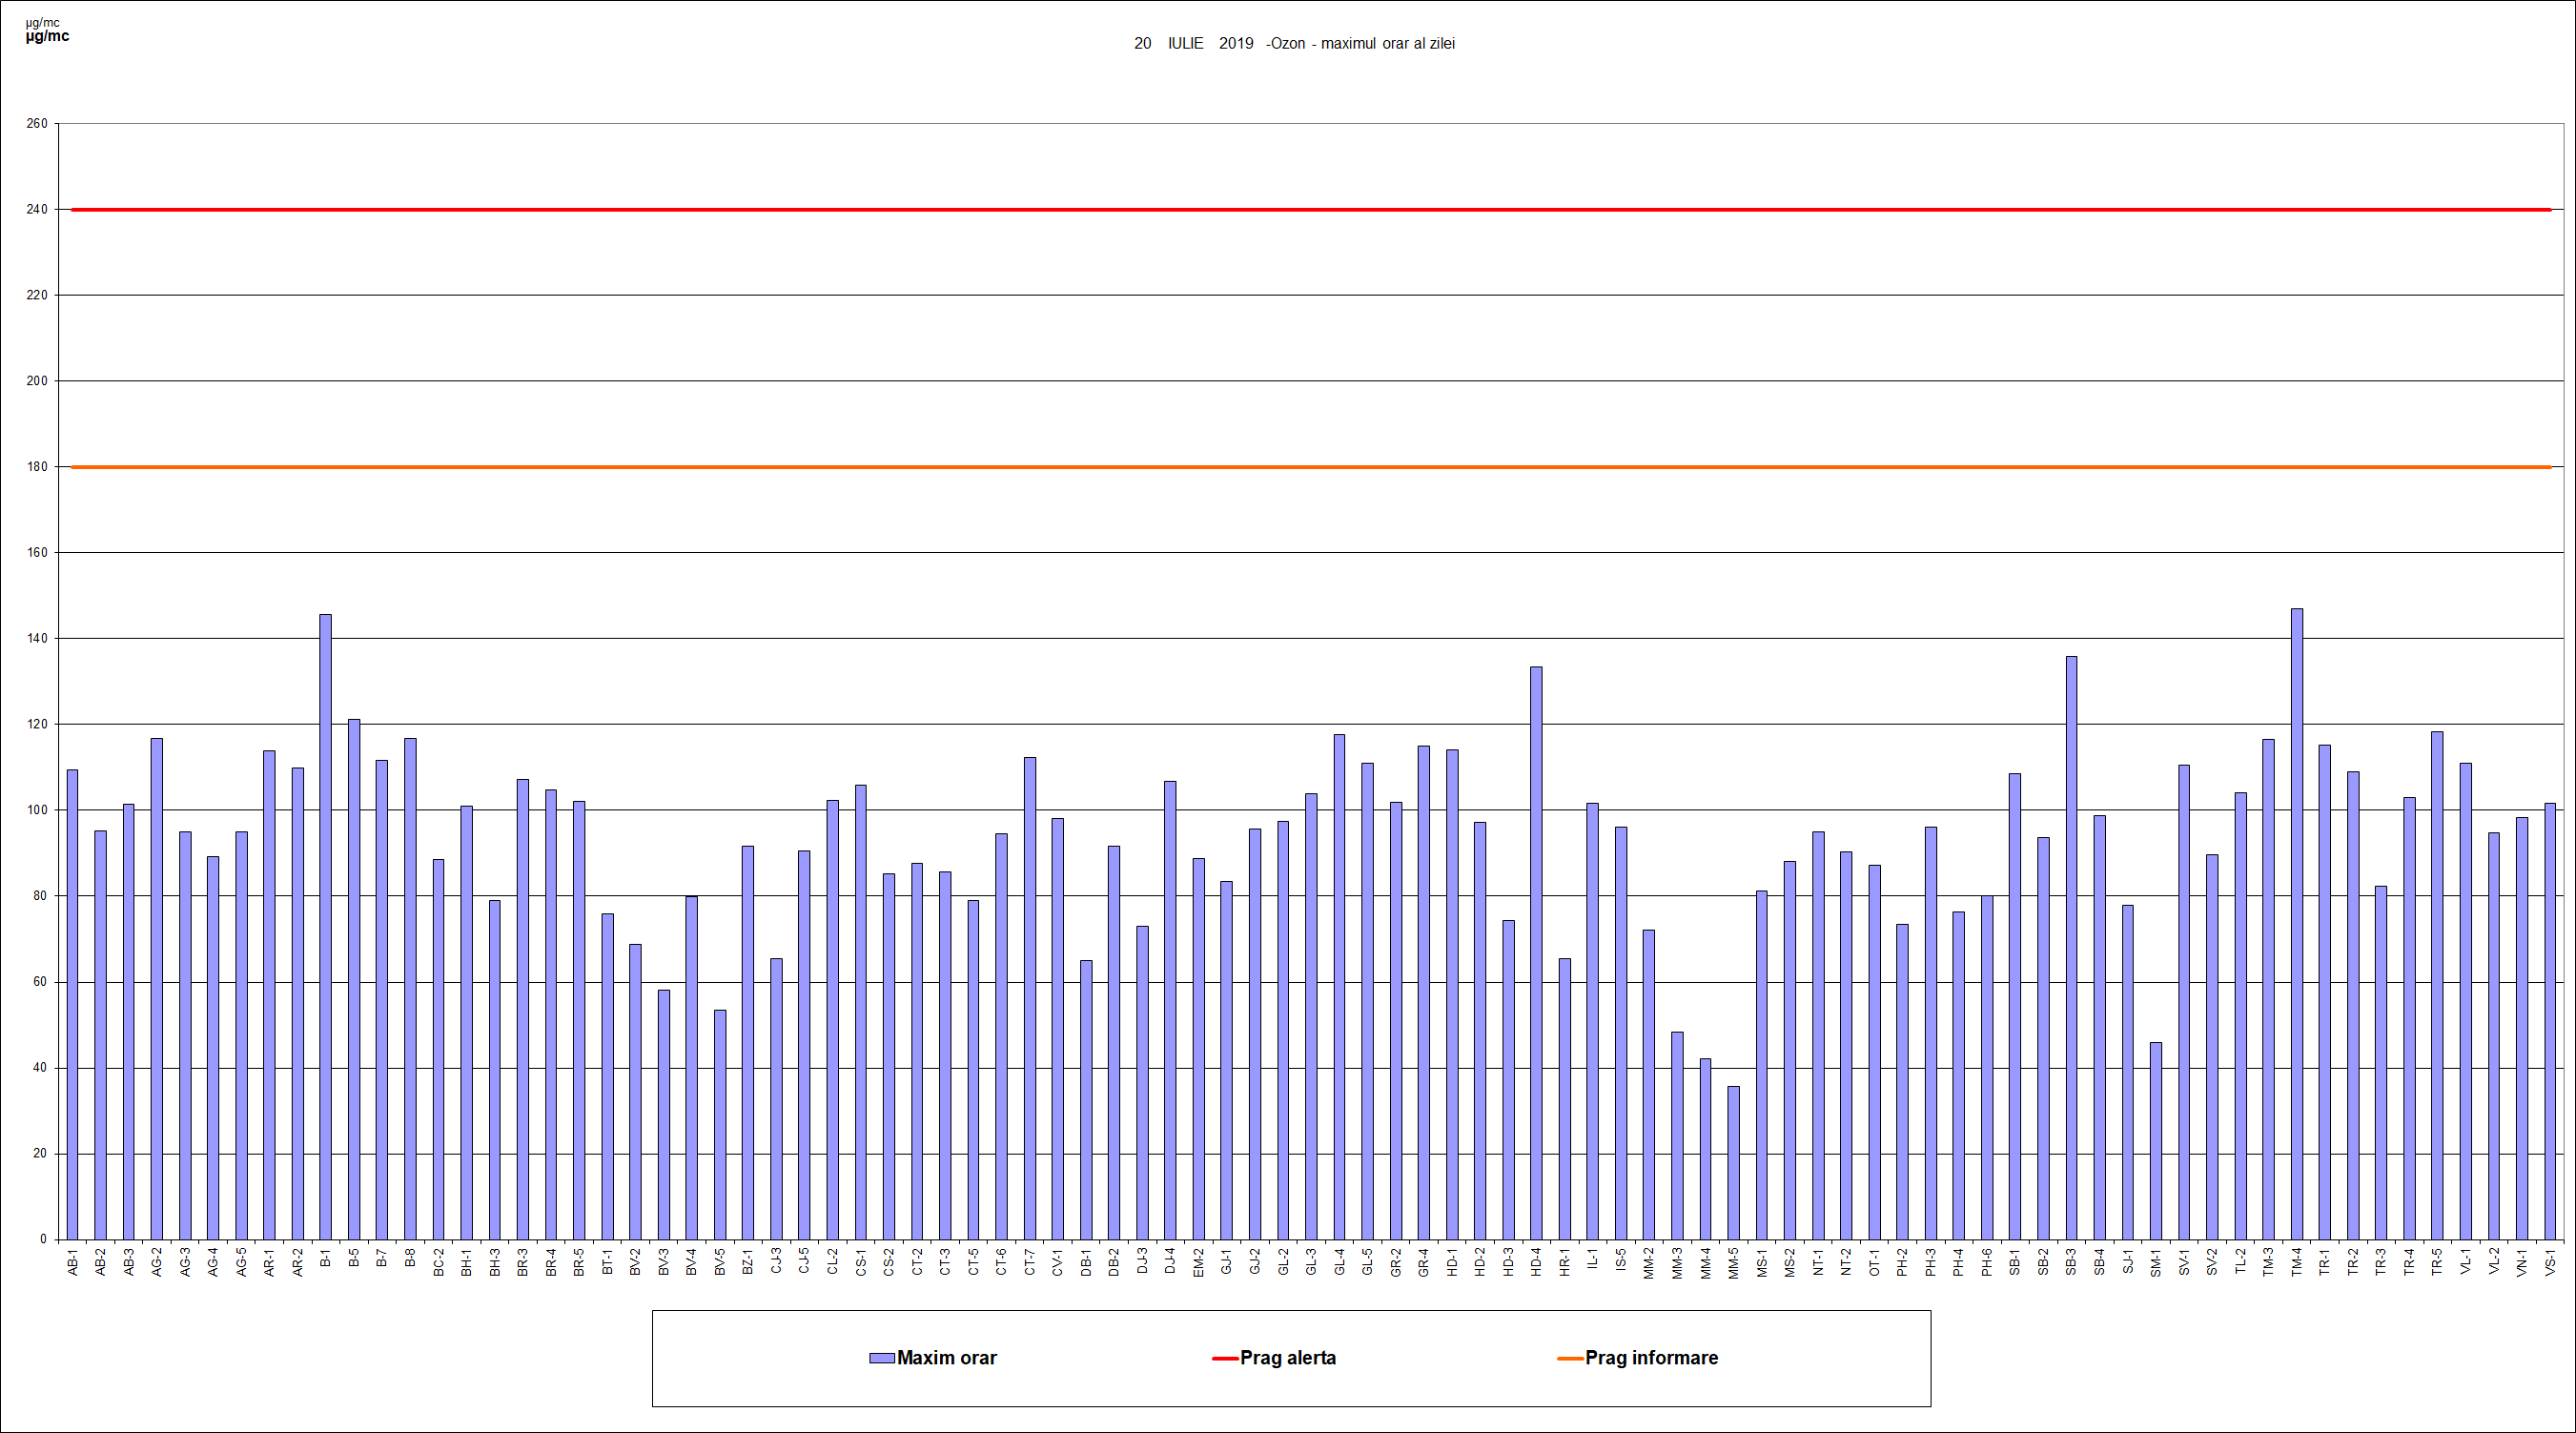 µg/mc
µg/mc
20 IULIE 2019 -Ozon - maximul orar al zilei
260
240
220
200
180
160
140
120
100
80
60
40
20
0
AB-1 AB-2 AB-3 AG-2 AG-3 AG-4 AG-5 AR-1 AR-2 B-1 B-5 B-7 B-8 BC-2 BH-1 BH-3 BR-3 BR-4 BR-5 BT-1 BV-2 BV-3 BV-4 BV-5 BZ-1 CJ-3 CJ-5 CL-2 CS-1 CS-2 CT-2 CT-3 CT-5 CT-6 CT-7 CV-1 DB-1 DB-2 DJ-3 DJ-4 EM-2 GJ-1 GJ-2 GL-2 GL-3 GL-4 GL-5 GR-2 GR-4 HD-1 HD-2 HD-3 HD-4 HR-1 IL-1 IS-5 MM-2 MM-3 MM-4 MM-5 MS-1 MS-2 NT-1 NT-2 OT-1 PH-2 PH-3 PH-4 PH-6 SB-1 SB-2 SB-3 SB-4 SJ-1 SM-1 SV-1 SV-2 TL-2 TM-3 TM-4 TR-1 TR-2 TR-3 TR-4 TR-5 VL-1 VL-2 VN-1 VS-1
Maxim orar Prag alerta Prag informare